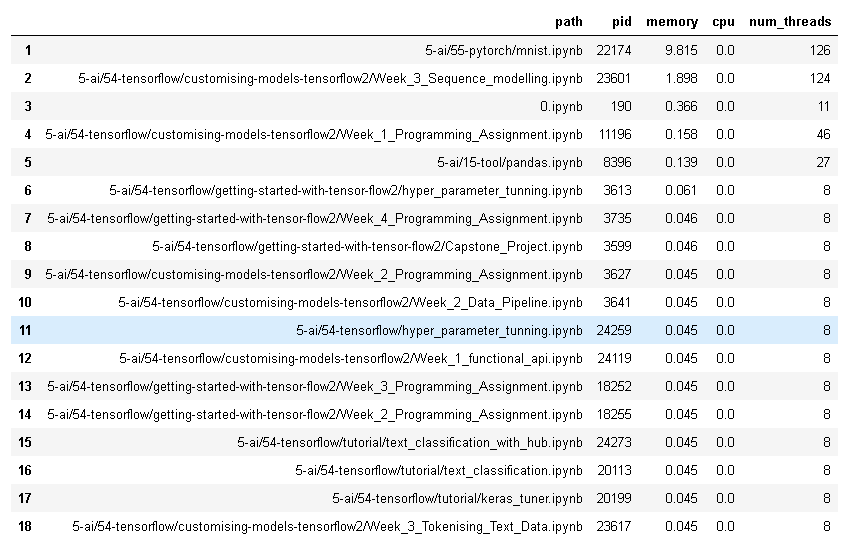 path pid memory cpu num_threads
1 5-ai/55-pytorch/mnist.ipynb 22174 9.815 0.0 126
2 5-ai/54-tensorflow/customising-models-tensorflow2/Week_3_Sequence_modelling.ipynb 23601 1.898 0.0 124
3 0.ipynb 190 0.366 0.0 11
4 5-ai/54-tensorflow/customising-models-tensorflow2/Week_1_Programming_Assignment.ipynb 11196 0.158 0.0 46
5 5-ai/15-tool/pandas.ipynb 8396 0.139 0.0 27
6 5-ai/54-tensorflow/getting-started-with-tensor-flow2/hyper_parameter_tunning.ipynb 3613 0.061 0.0 8
7 5-ai/54-tensorflow/getting-started-with-tensor-flow2/Week_4_Programming_Assignment.ipynb 3735 0.046 0.0 8
8 5-ai/54-tensorflow/getting-started-with-tensor-flow2/Capstone_Project.ipynb 3599 0.046 0.0 8
9 5-ai/54-tensorflow/customising-models-tensorflow2/Week_2_Programming_Assignment.ipynb 3627 0.045 0.0 8
10 5-ai/54-tensorflow/customising-models-tensorflow2/Week_2_Data_Pipeline.ipynb 3641 0.045 0.0 8
11 5-ai/54-tensorflow/hyper_parameter_tunning.ipynb 24259 0.045 0.0 8
12 5-ai/54-tensorflow/customising-models-tensorflow2/Week_1_functional_api.ipynb 24119 0.045 0.0 8
13 5-ai/54-tensorflow/getting-started-with-tensor-flow2/Week_3_Programming_Assignment.ipynb 18252 0.045 0.0 8
14 5-ai/54-tensorflow/getting-started-with-tensor-flow2/Week_2_Programming_Assignment.ipynb 18255 0.045 0.0 8
15 5-ai/54-tensorflow/tutorial/text_classification_with_hub.ipynb 24273 0.045 0.0 8
16 5-ai/54-tensorflow/tutorial/text_classification.ipynb 20113 0.045 0.0 8
17 5-ai/54-tensorflow/tutorial/keras_tuner.ipynb 20199 0.045 0.0 8
18 5-ai/54-tensorflow/customising-models-tensorflow2/Week_3_Tokenising_Text_Data.ipynb 23617 0.045 0.0 8